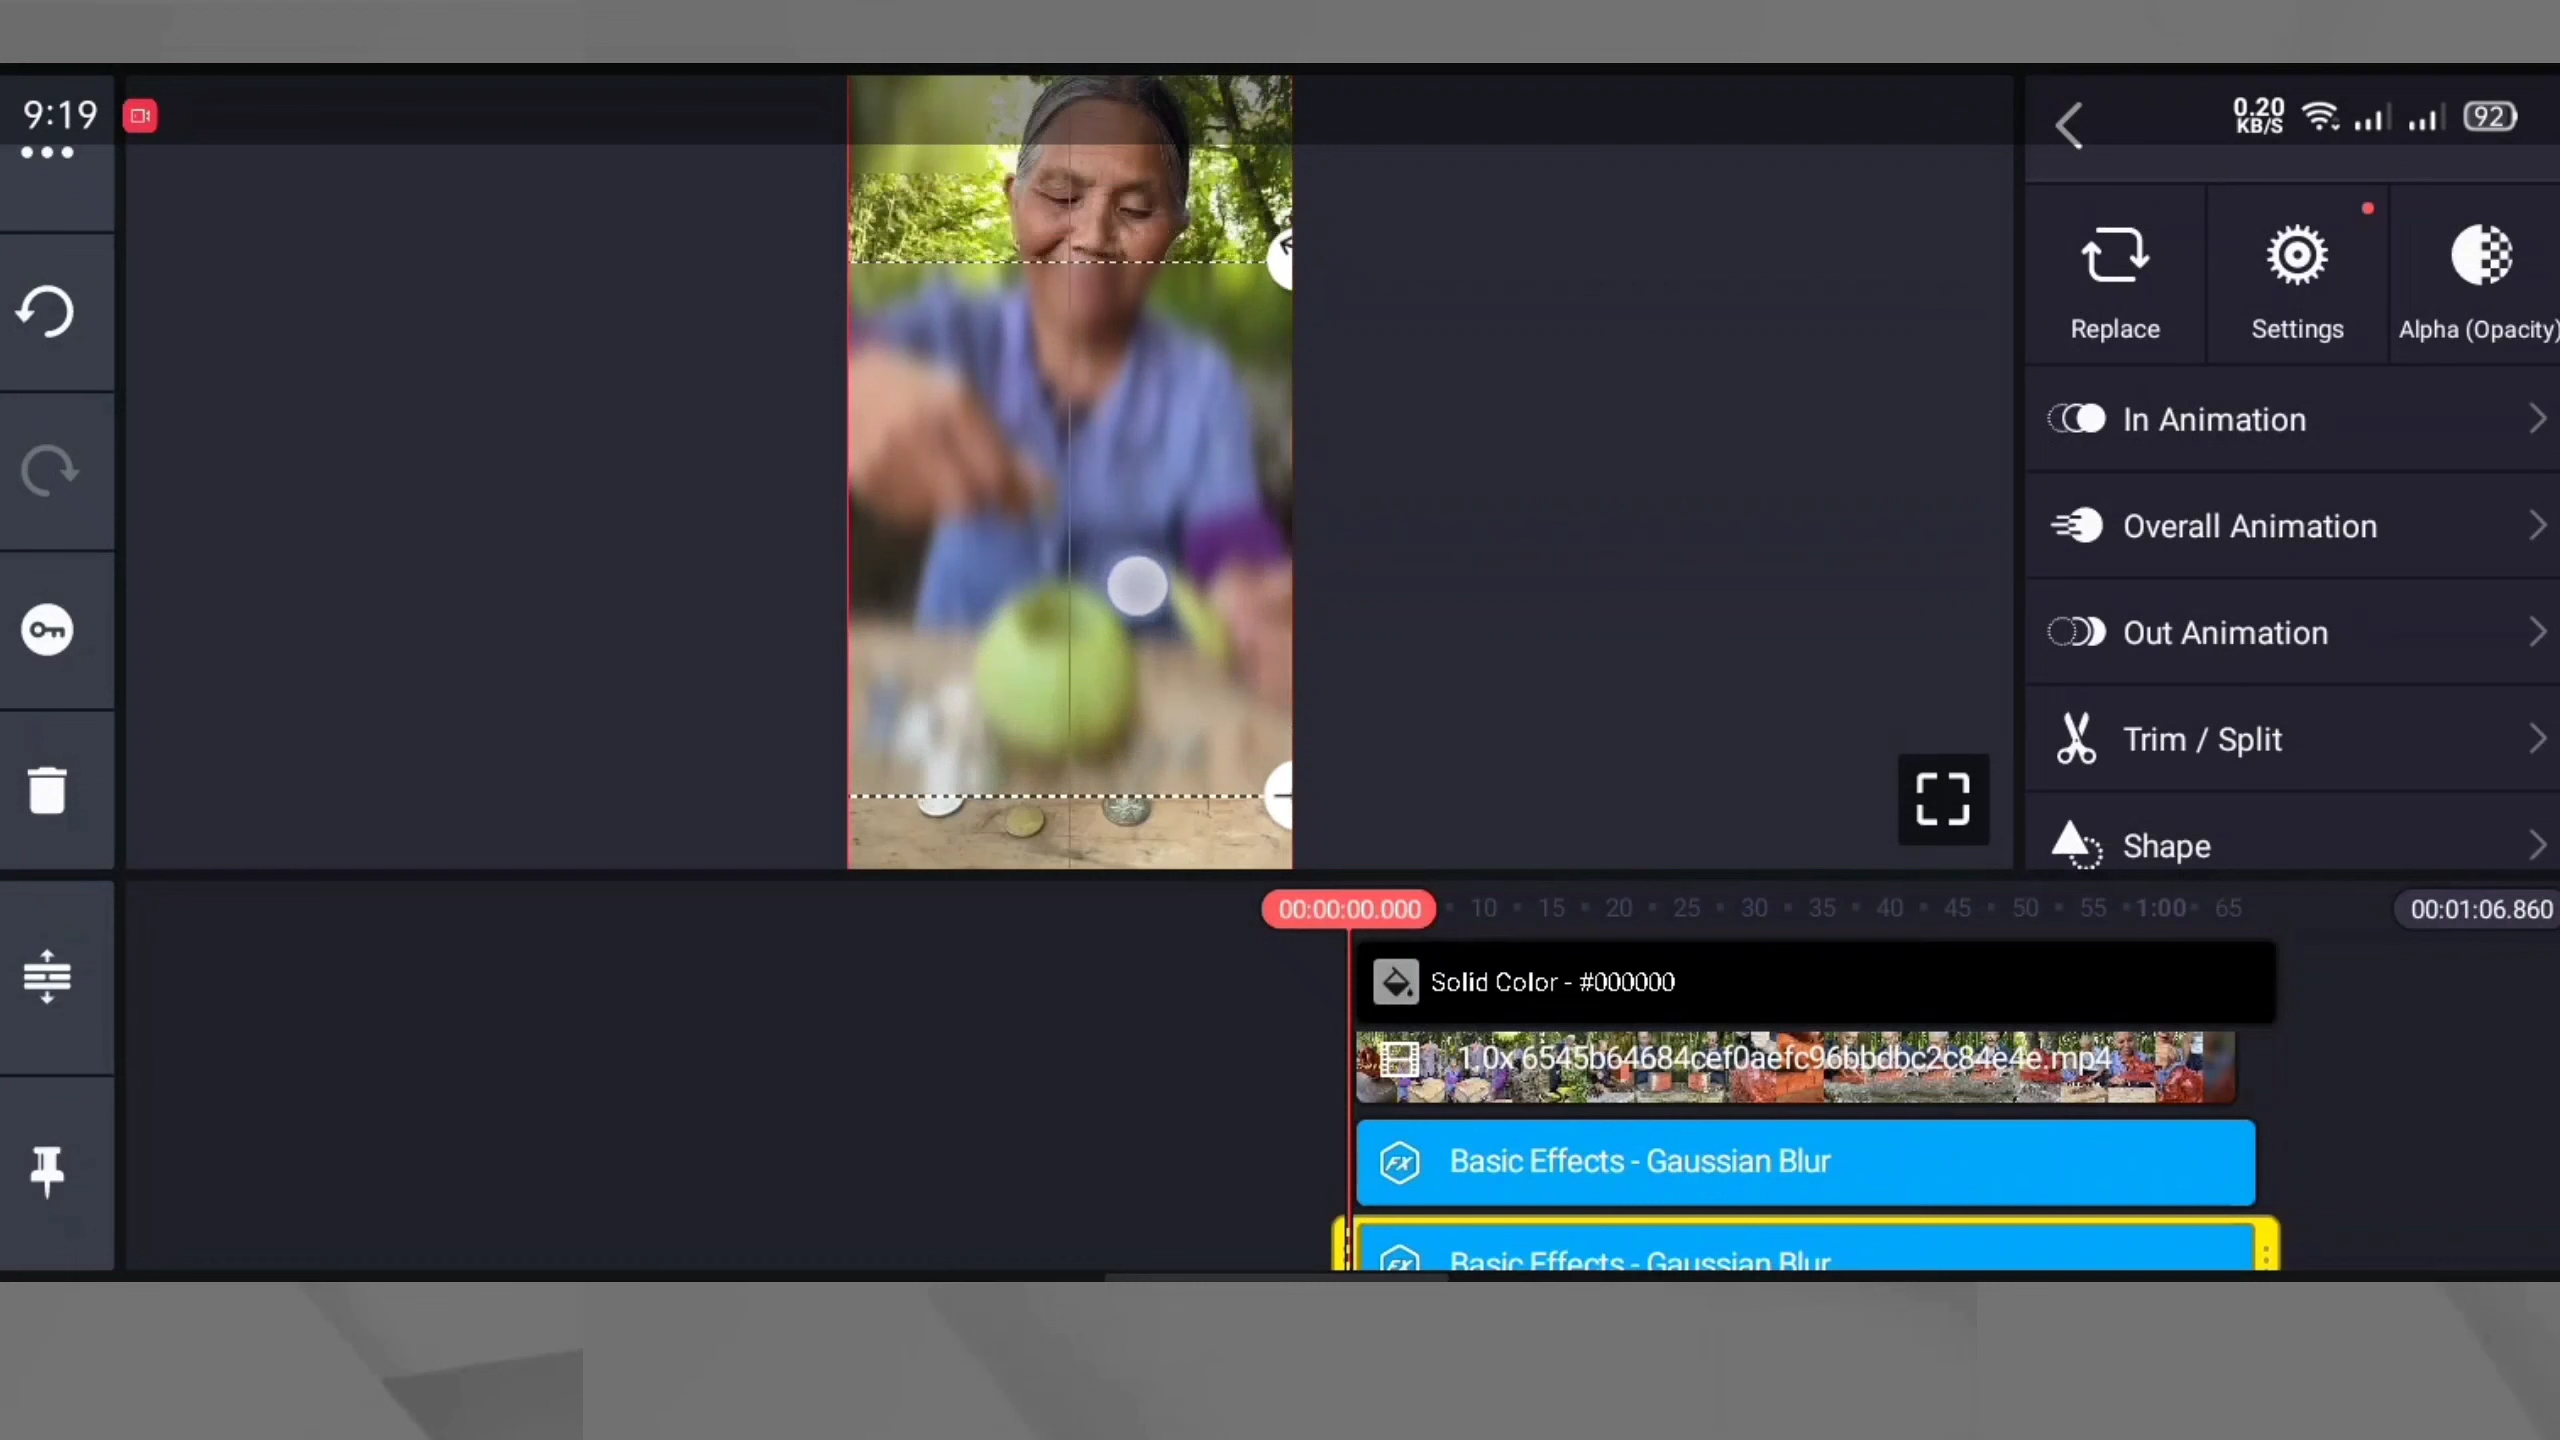 9:19
0.20
KB/S
92
Replace
Settings
Alpha (Opacity)
In Animation
Overall Animation
Out Animation
Trim / Split
Shape
00:00:00.000
10 15 20 25 30 35 40 45 50 55 1:00 65
00:01:06.860
Solid Color - #000000
1.0x 6545b64684cef0aefc96bbdbc2c84e4e.mp4
FX Basic Effects - Gaussian Blur
FX Basic Effects - Gaussian Blur